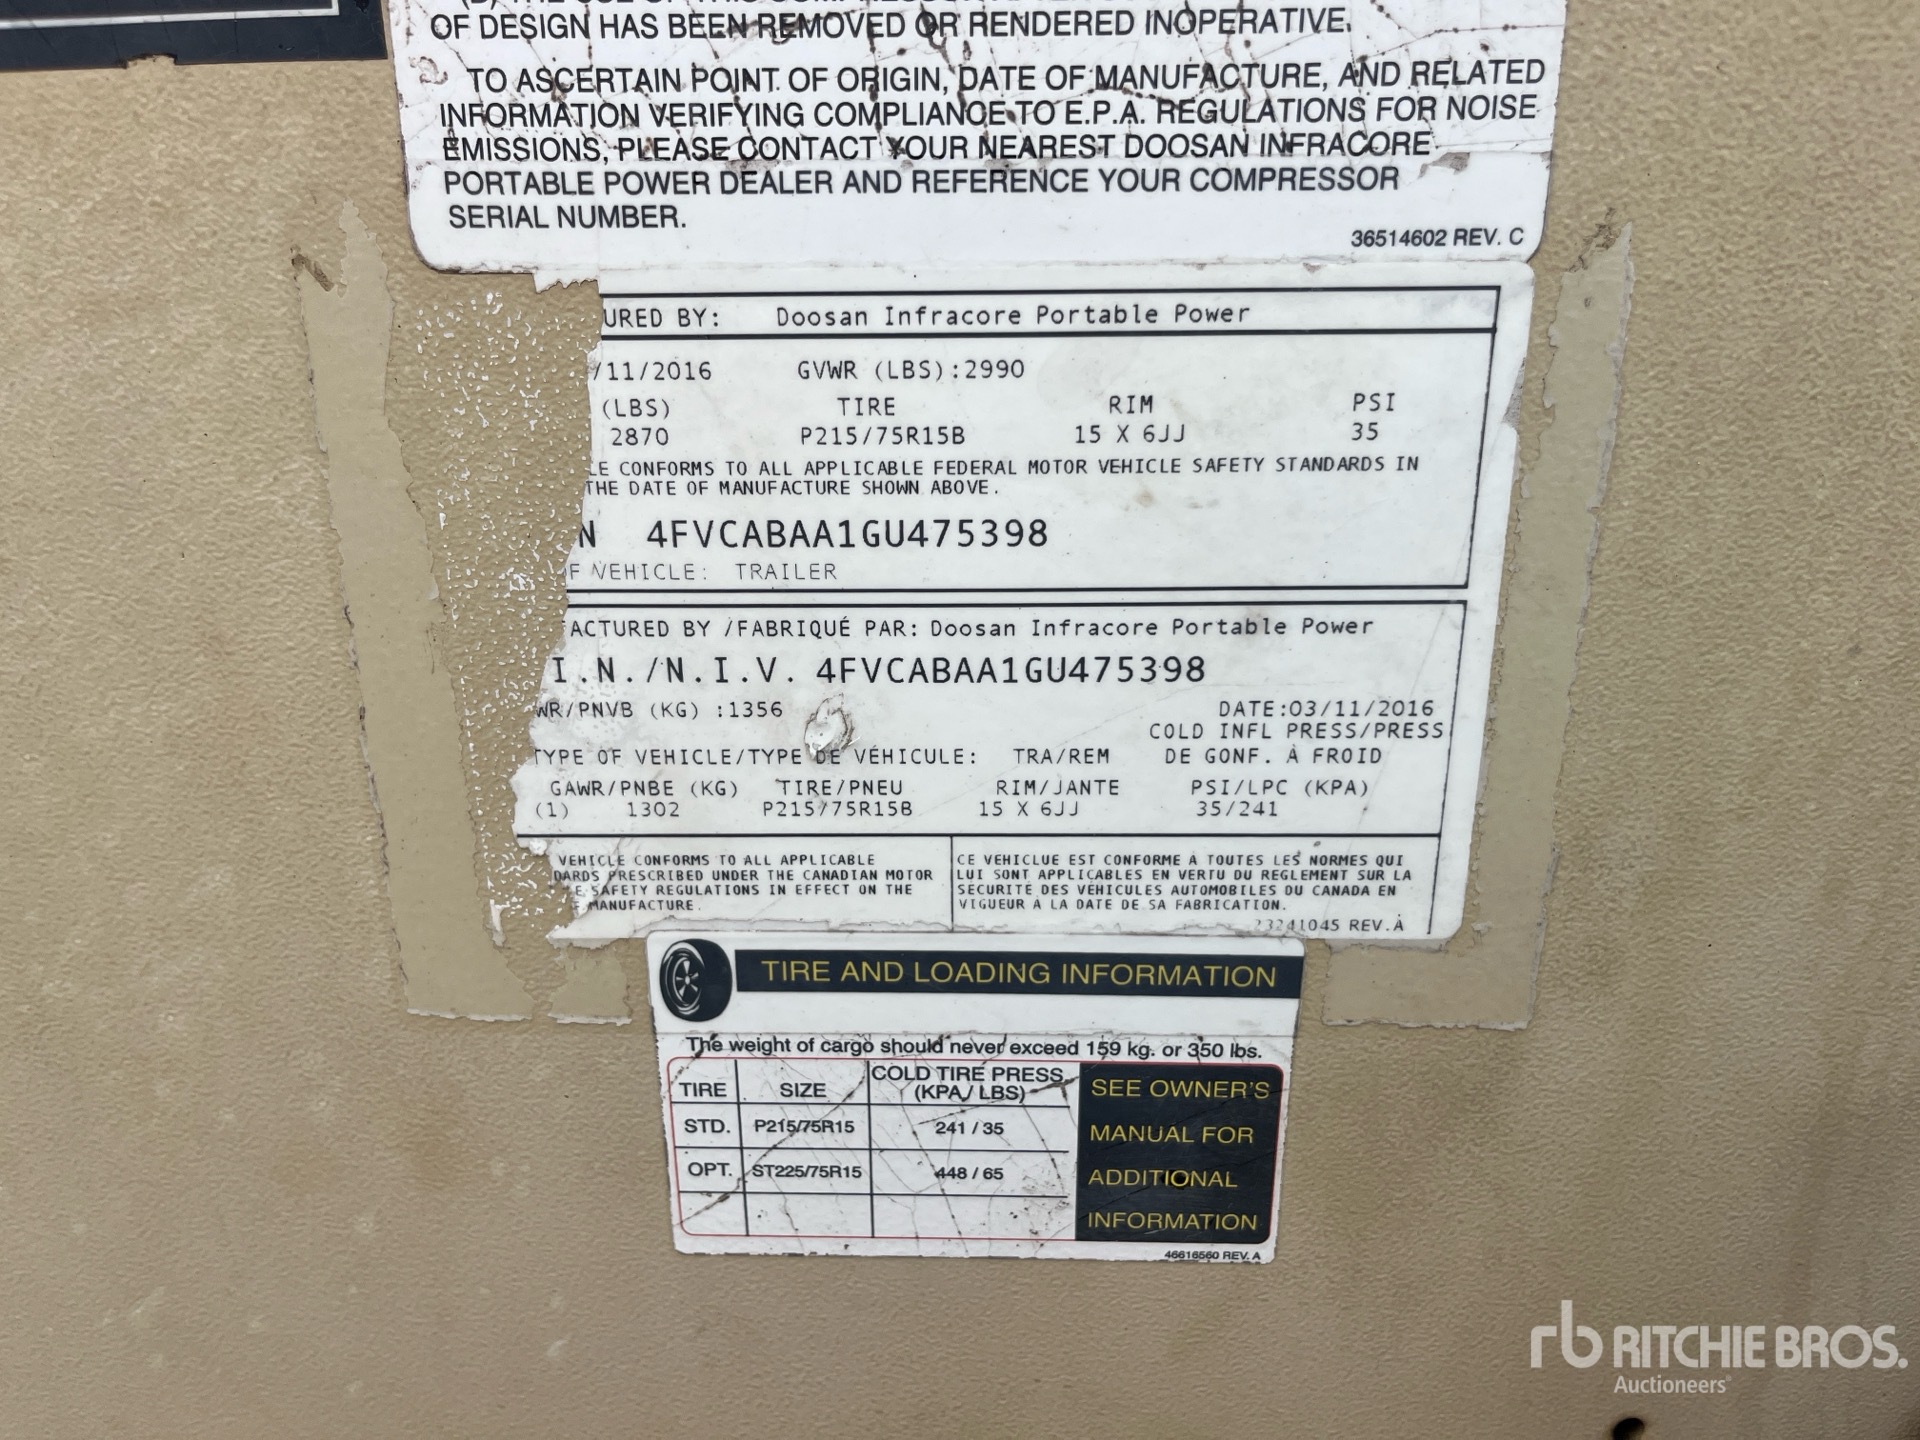 OF DESIGN HAS BEEN REMOVED OR RENDERED INOPERATIVE.
TO ASCERTAIN POINT OF ORIGIN, DATE OF MANUFACTURE, AND RELATED
INFORMATION VERIFYING COMPLIANCE TO E.P.A. REGULATIONS FOR NOISE
EMISSIONS, PLEASE CONTACT YOUR NEAREST DOOSAN INFRACORE
PORTABLE POWER DEALER AND REFERENCE YOUR COMPRESSOR
SERIAL NUMBER.
36514602 REV. C
URED BY: Doosan Infracore Portable Power
/11/2016 GVWR (LBS):2990
(LBS) TIRE RIM PSI
2870 P215/75R15B 15 X 6JJ 35
LE CONFORMS TO ALL APPLICABLE FEDERAL MOTOR VEHICLE SAFETY STANDARDS IN
THE DATE OF MANUFACTURE SHOWN ABOVE.
N 4FVCABAA1GU475398
F VEHICLE: TRAILER
ACTURED BY /FABRIQUÉ PAR: Doosan Infracore Portable Power
I.N./N.I.V. 4FVCABAA1GU475398
WR/PNVB (KG) :1356 DATE:03/11/2016
COLD INFL PRESS/PRESS
TYPE OF VEHICLE/TYPE DE VÉHICULE: TRA/REM DE GONF. À FROID
GAWR/PNBE (KG) TIRE/PNEU RIM/JANTE PSI/LPC (KPA)
(1) 1302 P215/75R15B 15 X 6JJ 35/241
VEHICLE CONFORMS TO ALL APPLICABLE
DARDS PRESCRIBED UNDER THE CANADIAN MOTOR
E SAFETY REGULATIONS IN EFFECT ON THE
MANUFACTURE.
CE VEHICLUE EST CONFORME À TOUTES LES NORMES QUI
LUI SONT APPLICABLES EN VERTU DU REGLEMENT SUR LA
SECURITE DES VÉHICULES AUTOMOBILES DU CANADA EN
VIGUEUR À LA DATE DE SA FABRICATION.
23241045 REV.A
TIRE AND LOADING INFORMATION
The weight of cargo should never exceed 159 kg. or 350 lbs.
TIRE SIZE COLD TIRE PRESS.
(KPA / LBS)
STD. P215/75R15 241 / 35
OPT. ST225/75R15 448 / 65
SEE OWNER'S
MANUAL FOR
ADDITIONAL
INFORMATION
46616560 REV. A
rb RITCHIE BROS.
Auctioneers